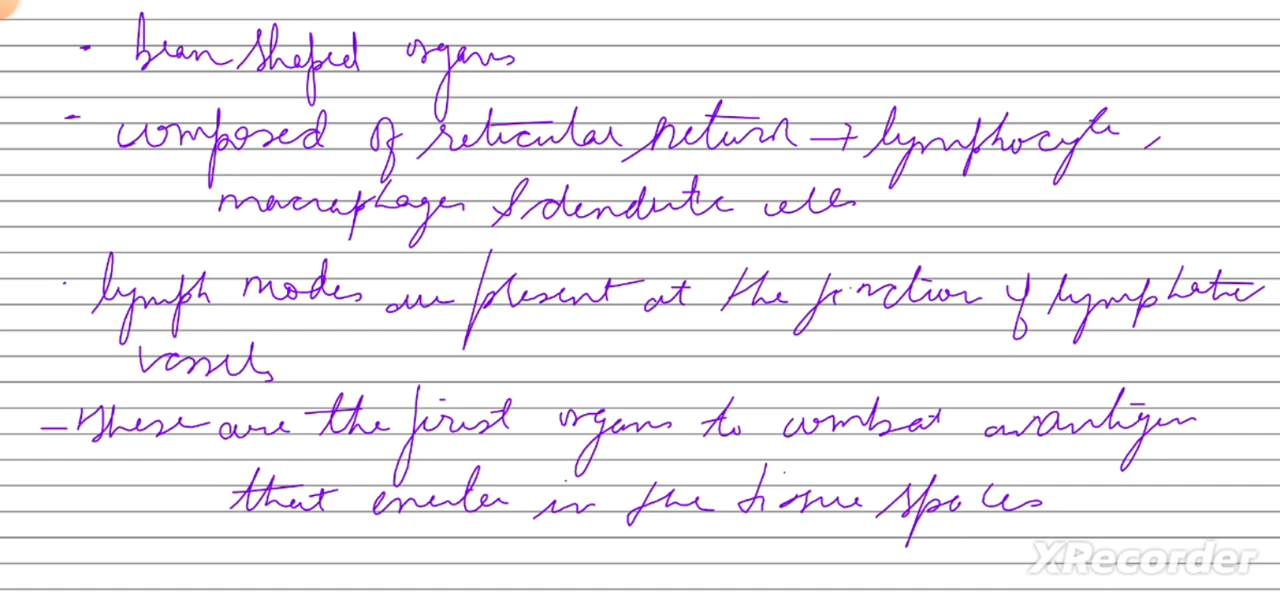 - bean shaped organs
- composed of reticular network → lymphocyte,
macrophages & dendritic cells
. lymph nodes are present at the junction of lymphatic
vessels
- These are the first organs to combat an antigen
that enter in the tissue spaces
XRecorder